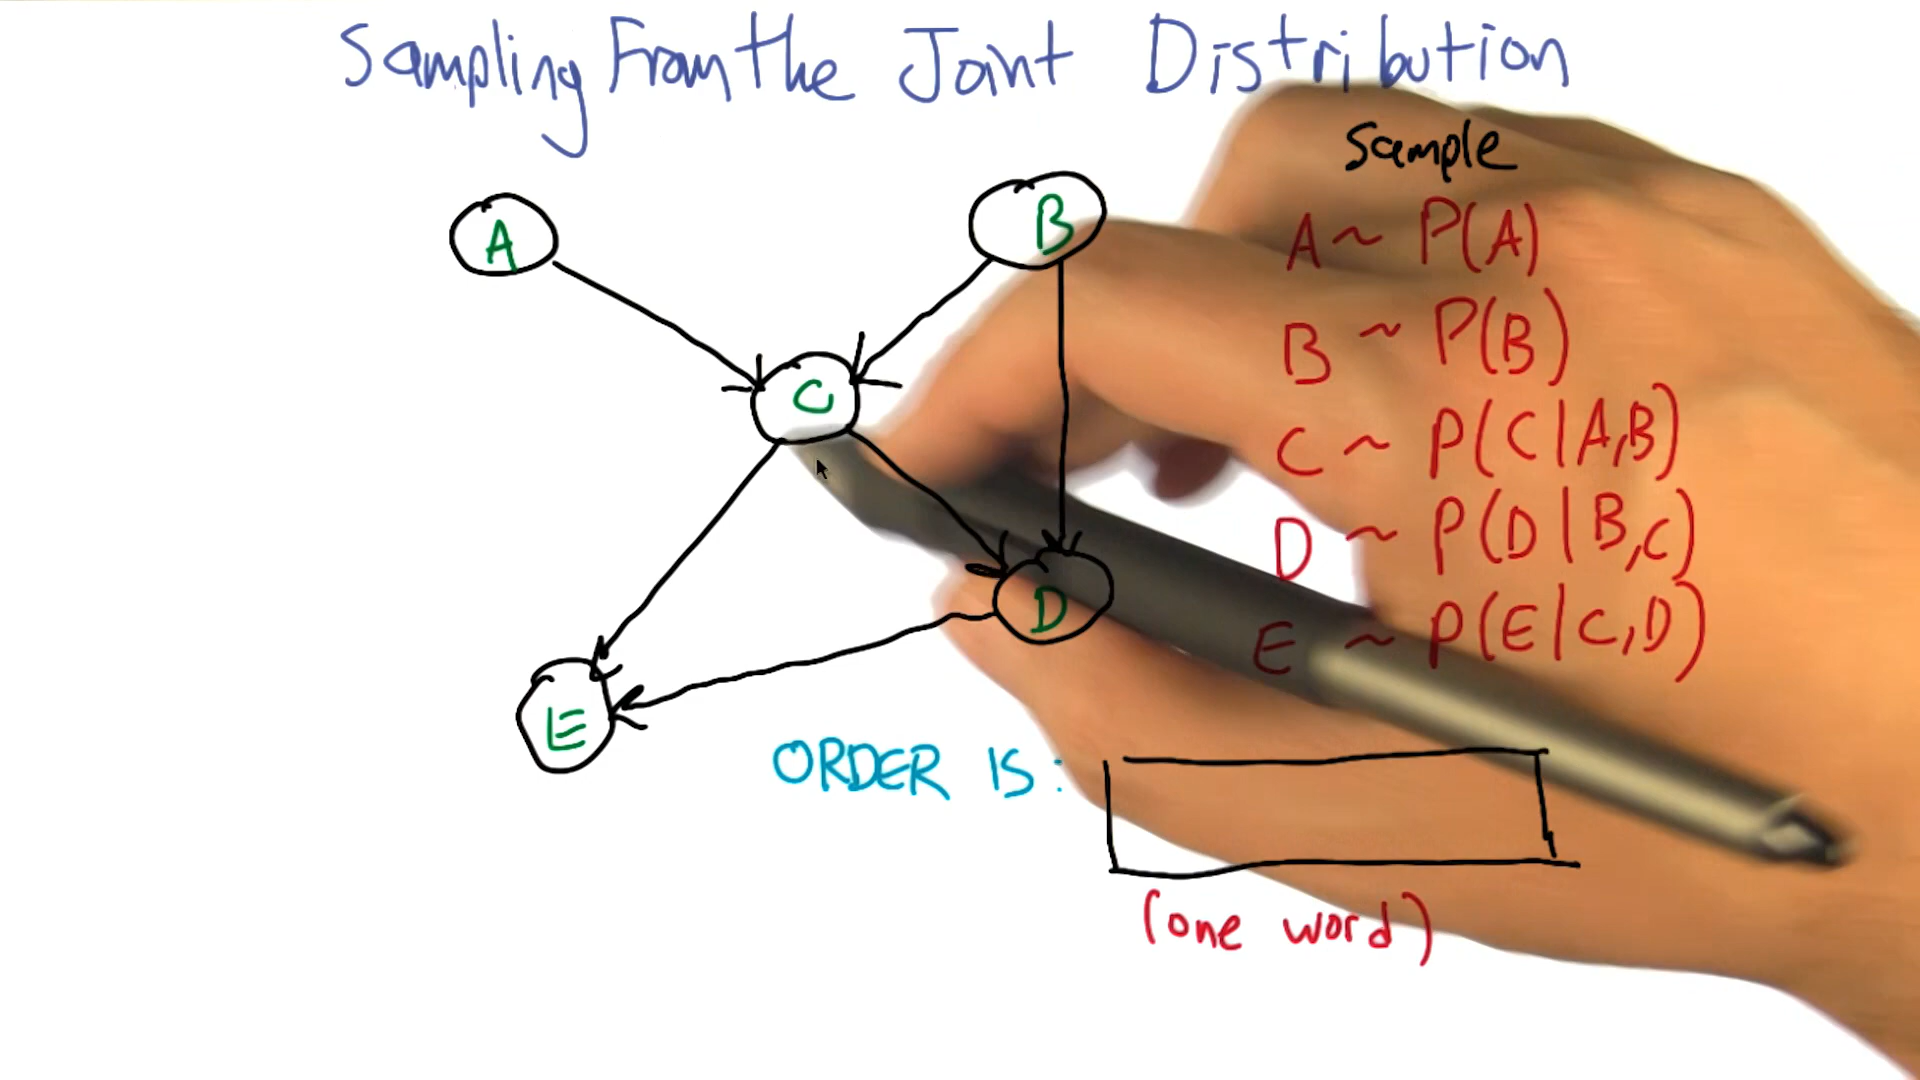 Sampling From the Joint Distribution
Sample
A
B
A ~ P(A)
B ~ P(B)
C
C ~ P(C|A,B)
D ~ P(D|B,C)
D
E ~ P(E|C,D)
E
ORDER IS:
(one word)